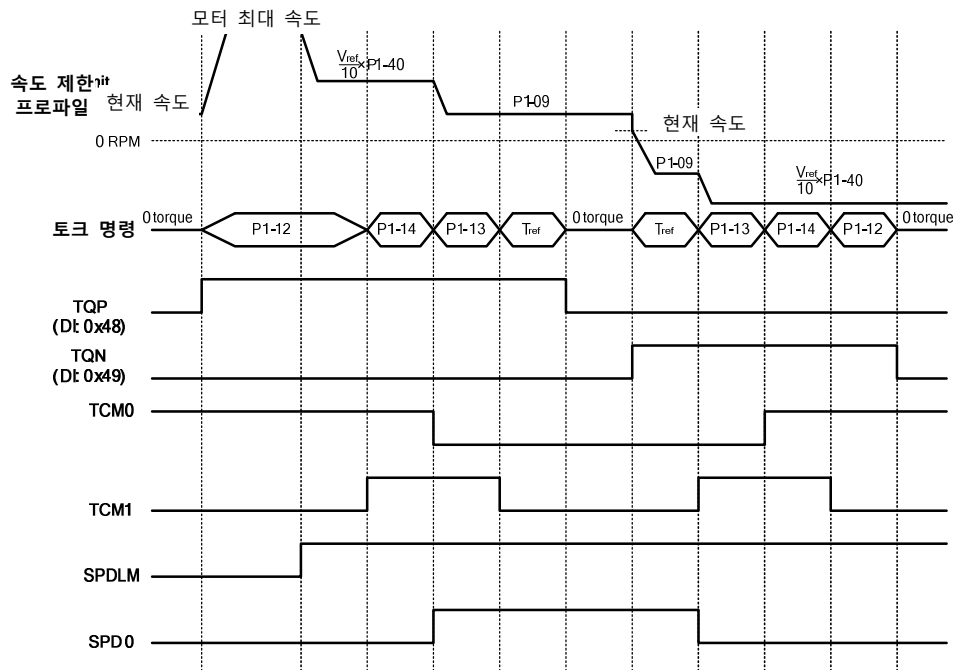 모터 최대 속도
Vref/10 ×P1-40
속도 제한nit
프로파일
현재 속도
P1-09
현재 속도
0 RPM
P1-09
Vref/10 ×P1-40
토크 명령
0 torque
P1-12
P1-14
P1-13
Tref
0 torque
Tref
P1-13
P1-14
P1-12
0 torque
TQP
(DI: 0x48)
TQN
(DI: 0x49)
TCM0
TCM1
SPDLM
SPD0